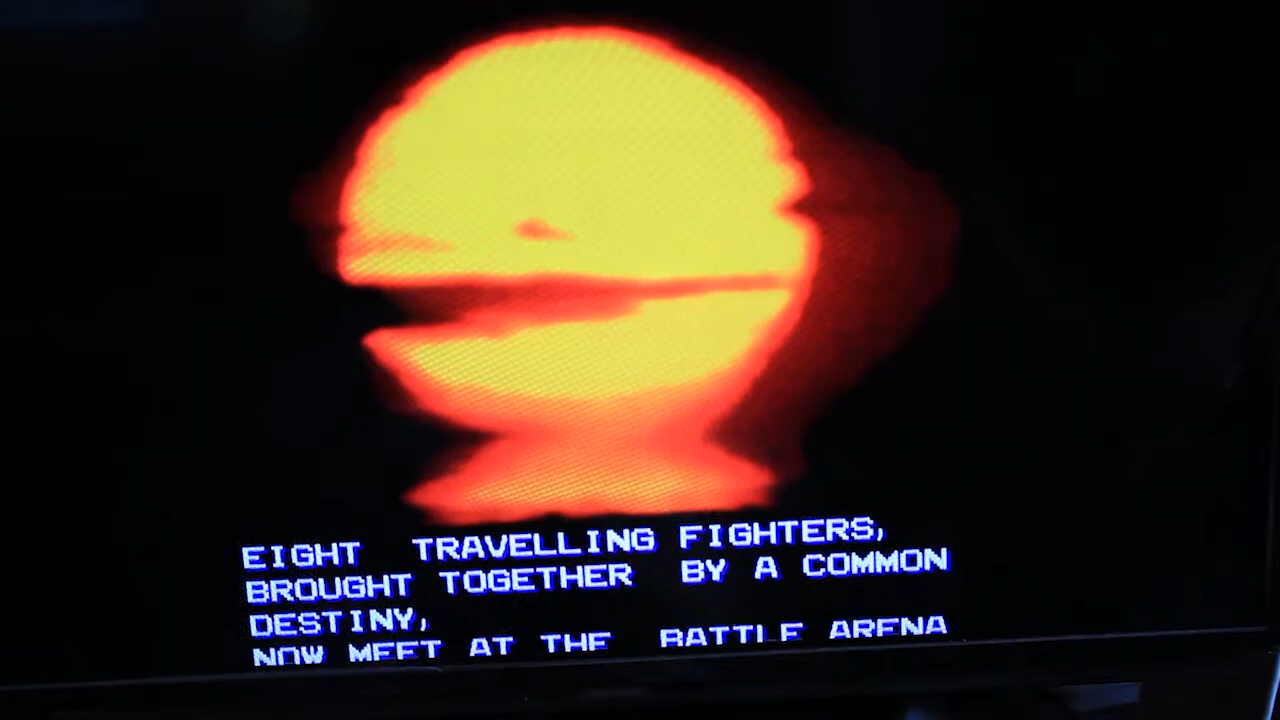 EIGHT TRAVELLING FIGHTERS,
BROUGHT TOGETHER BY A COMMON
DESTINY,
NOW MEET AT THE BATTLE ARENA